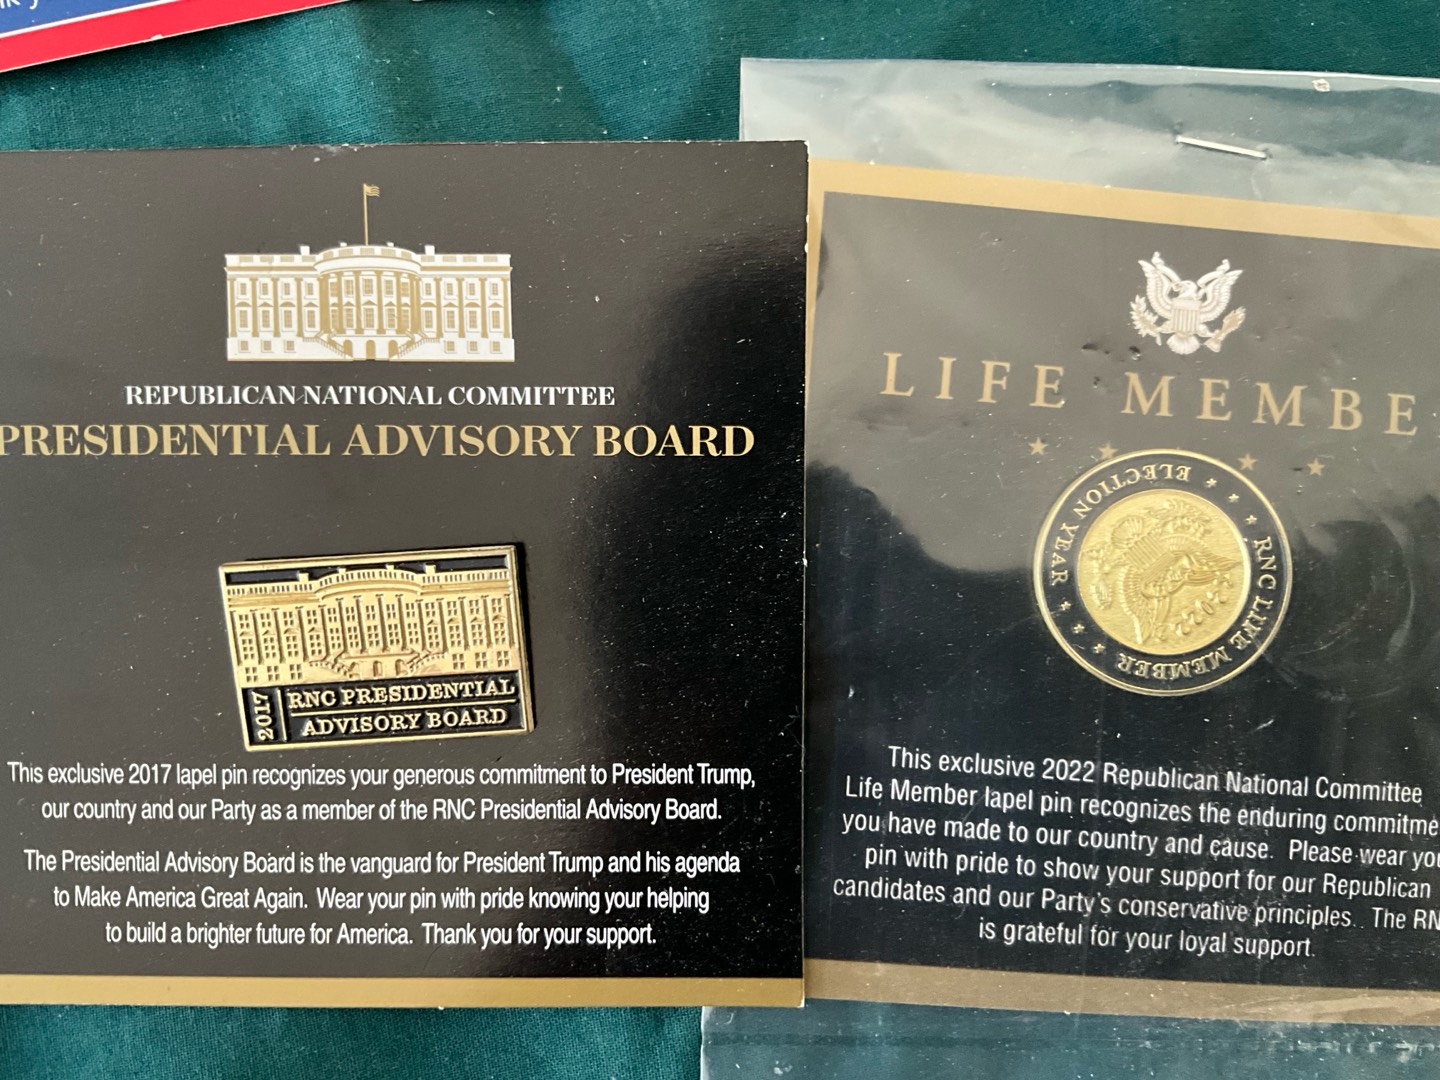 REPUBLICAN NATIONAL COMMITTEE
PRESIDENTIAL ADVISORY BOARD
2017
RNC PRESIDENTIAL
ADVISORY BOARD
This exclusive 2017 lapel pin recognizes your generous commitment to President Trump,
our country and our Party as a member of the RNC Presidential Advisory Board.
The Presidential Advisory Board is the vanguard for President Trump and his agenda
to Make America Great Again. Wear your pin with pride knowing your helping
to build a brighter future for America. Thank you for your support.
LIFE MEMBE
ELECTION YEAR
RNC LIFE MEMBER
2022
This exclusive 2022 Republican National Committee
Life Member lapel pin recognizes the enduring commitme
you have made to our country and cause. Please wear you
pin with pride to show your support for our Republican
candidates and our Party's conservative principles. The RN
is grateful for your loyal support.